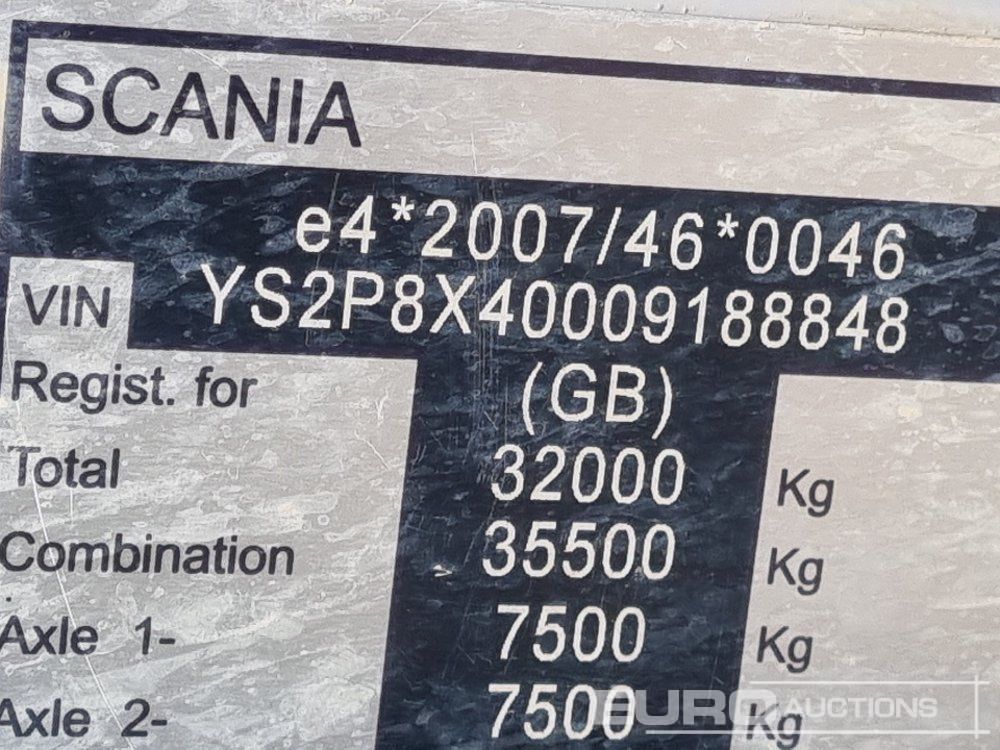 SCANIA
e4*2007/46*0046
VIN YS2P8X40009188848
Regist. for (GB)
Total 32000 Kg
Combination 35500 Kg
Axle 1- 7500 Kg
Axle 2- 7500 Kg
EURO AUCTIONS